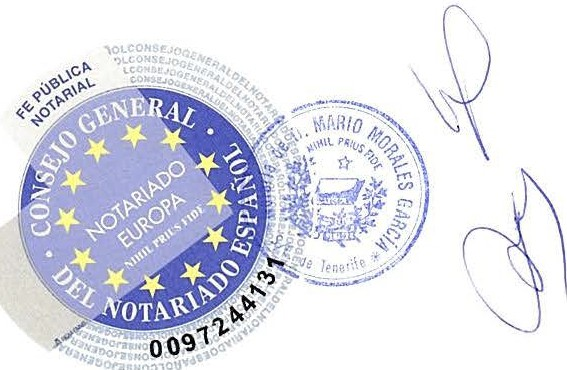 FE PÚBLICA
NOTARIAL
CONSEJO GENERAL
DEL NOTARIADO ESPAÑOL
NOTARIADO
EUROPA
NIHIL PRIUS FIDE
0097244131
D. MARIO MORALES GARCIA
NIHIL PRIUS FIDE
de Tenerife